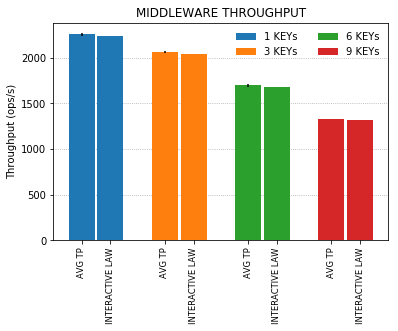 MIDDLEWARE THROUGHPUT
1 KEYs
3 KEYs
6 KEYs
9 KEYs
Throughput (ops/s)
2000
1500
1000
500
0
AVG TP
INTERACTIVE LAW
AVG TP
INTERACTIVE LAW
AVG TP
INTERACTIVE LAW
AVG TP
INTERACTIVE LAW